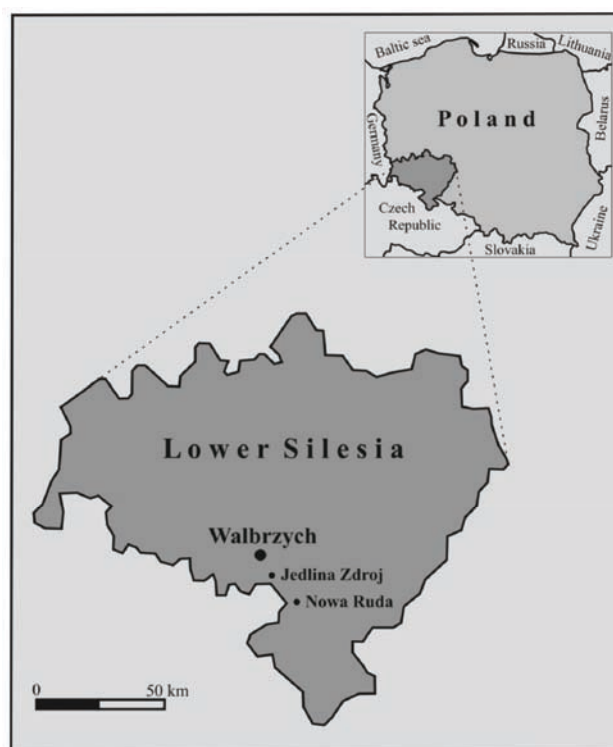 Baltic sea
Russia
Lithuania
Poland
Germany
Belarus
Czech
Republic
Ukraine
Slovakia
Lower Silesia
Walbrzych
Jedlina Zdroj
Nowa Ruda
0
50 km